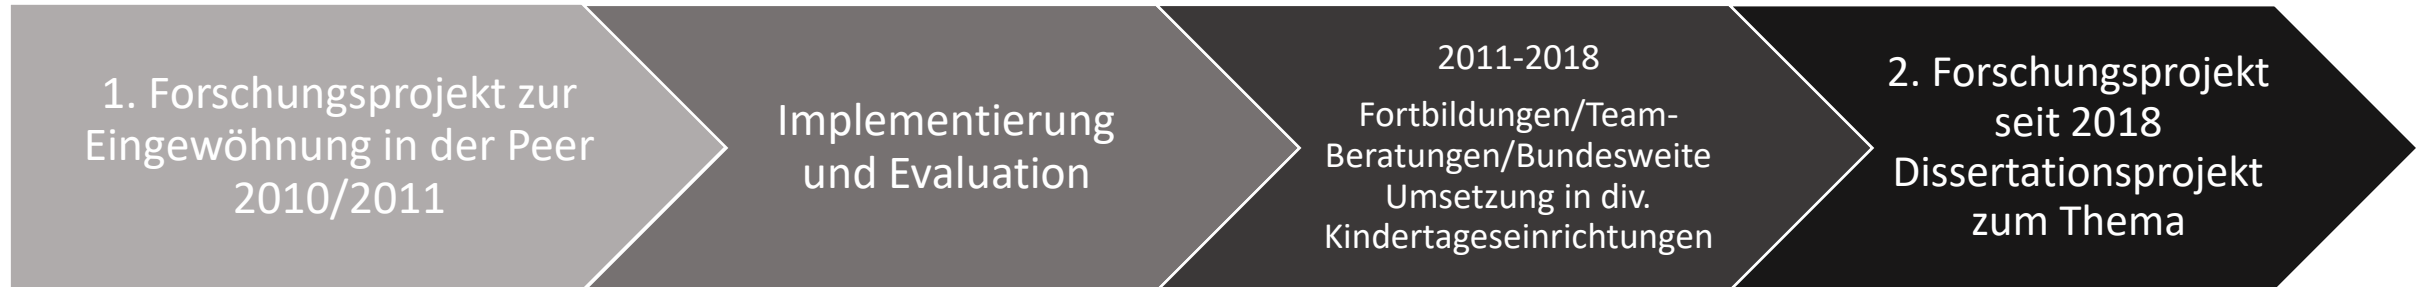 1. Forschungsprojekt zur
Eingewöhnung in der Peer
2010/2011
Implementierung
und Evaluation
2011-2018
Fortbildungen/Team-
Beratungen/Bundesweite
Umsetzung in div.
Kindertageseinrichtungen
2. Forschungsprojekt
seit 2018
Dissertationsprojekt
zum Thema